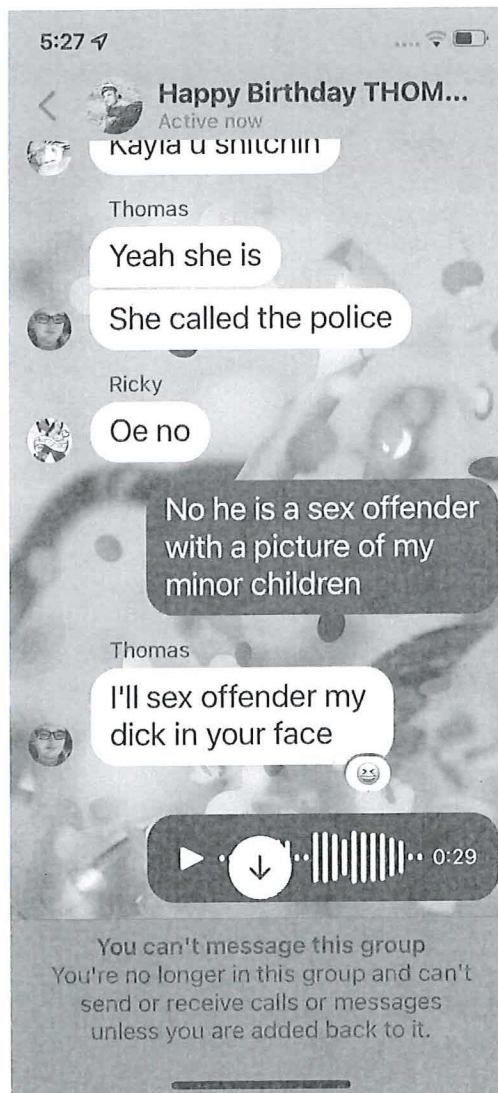 5:27
Happy Birthday THOM...
Active now
Kayla u snitchin
Thomas
Yeah she is
She called the police
Ricky
Oe no
No he is a sex offender
with a picture of my
minor children
Thomas
I'll sex offender my
dick in your face
0:29
You can't message this group
You're no longer in this group and can't
send or receive calls or messages
unless you are added back to it.